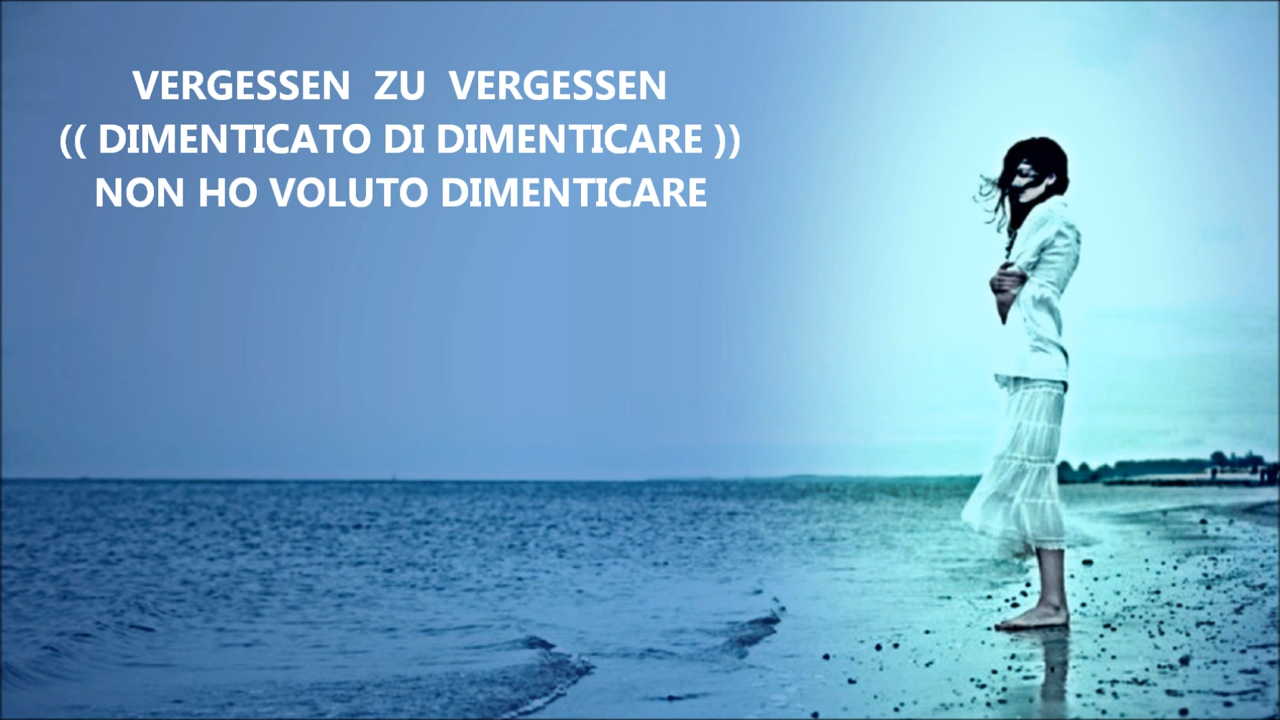 VERGESSEN ZU VERGESSEN
(( DIMENTICATO DI DIMENTICARE ))
NON HO VOLUTO DIMENTICARE